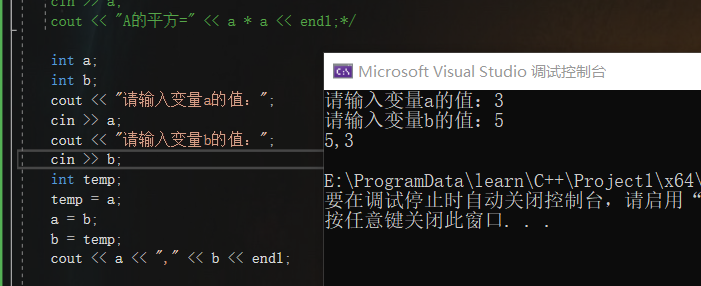 cin >> a;
cout << "A的平方=" << a * a << endl;*/
int a;
int b;
cout << "请输入变量a的值：";
cin >> a;
cout << "请输入变量b的值：";
cin >> b;
int temp;
temp = a;
a = b;
b = temp;
cout << a << "," << b << endl;
Microsoft Visual Studio 调试控制台
请输入变量a的值：3
请输入变量b的值：5
5,3
E:\ProgramData\learn\C++\Project1\x64\
要在调试停止时自动关闭控制台，请启用“
按任意键关闭此窗口. . .